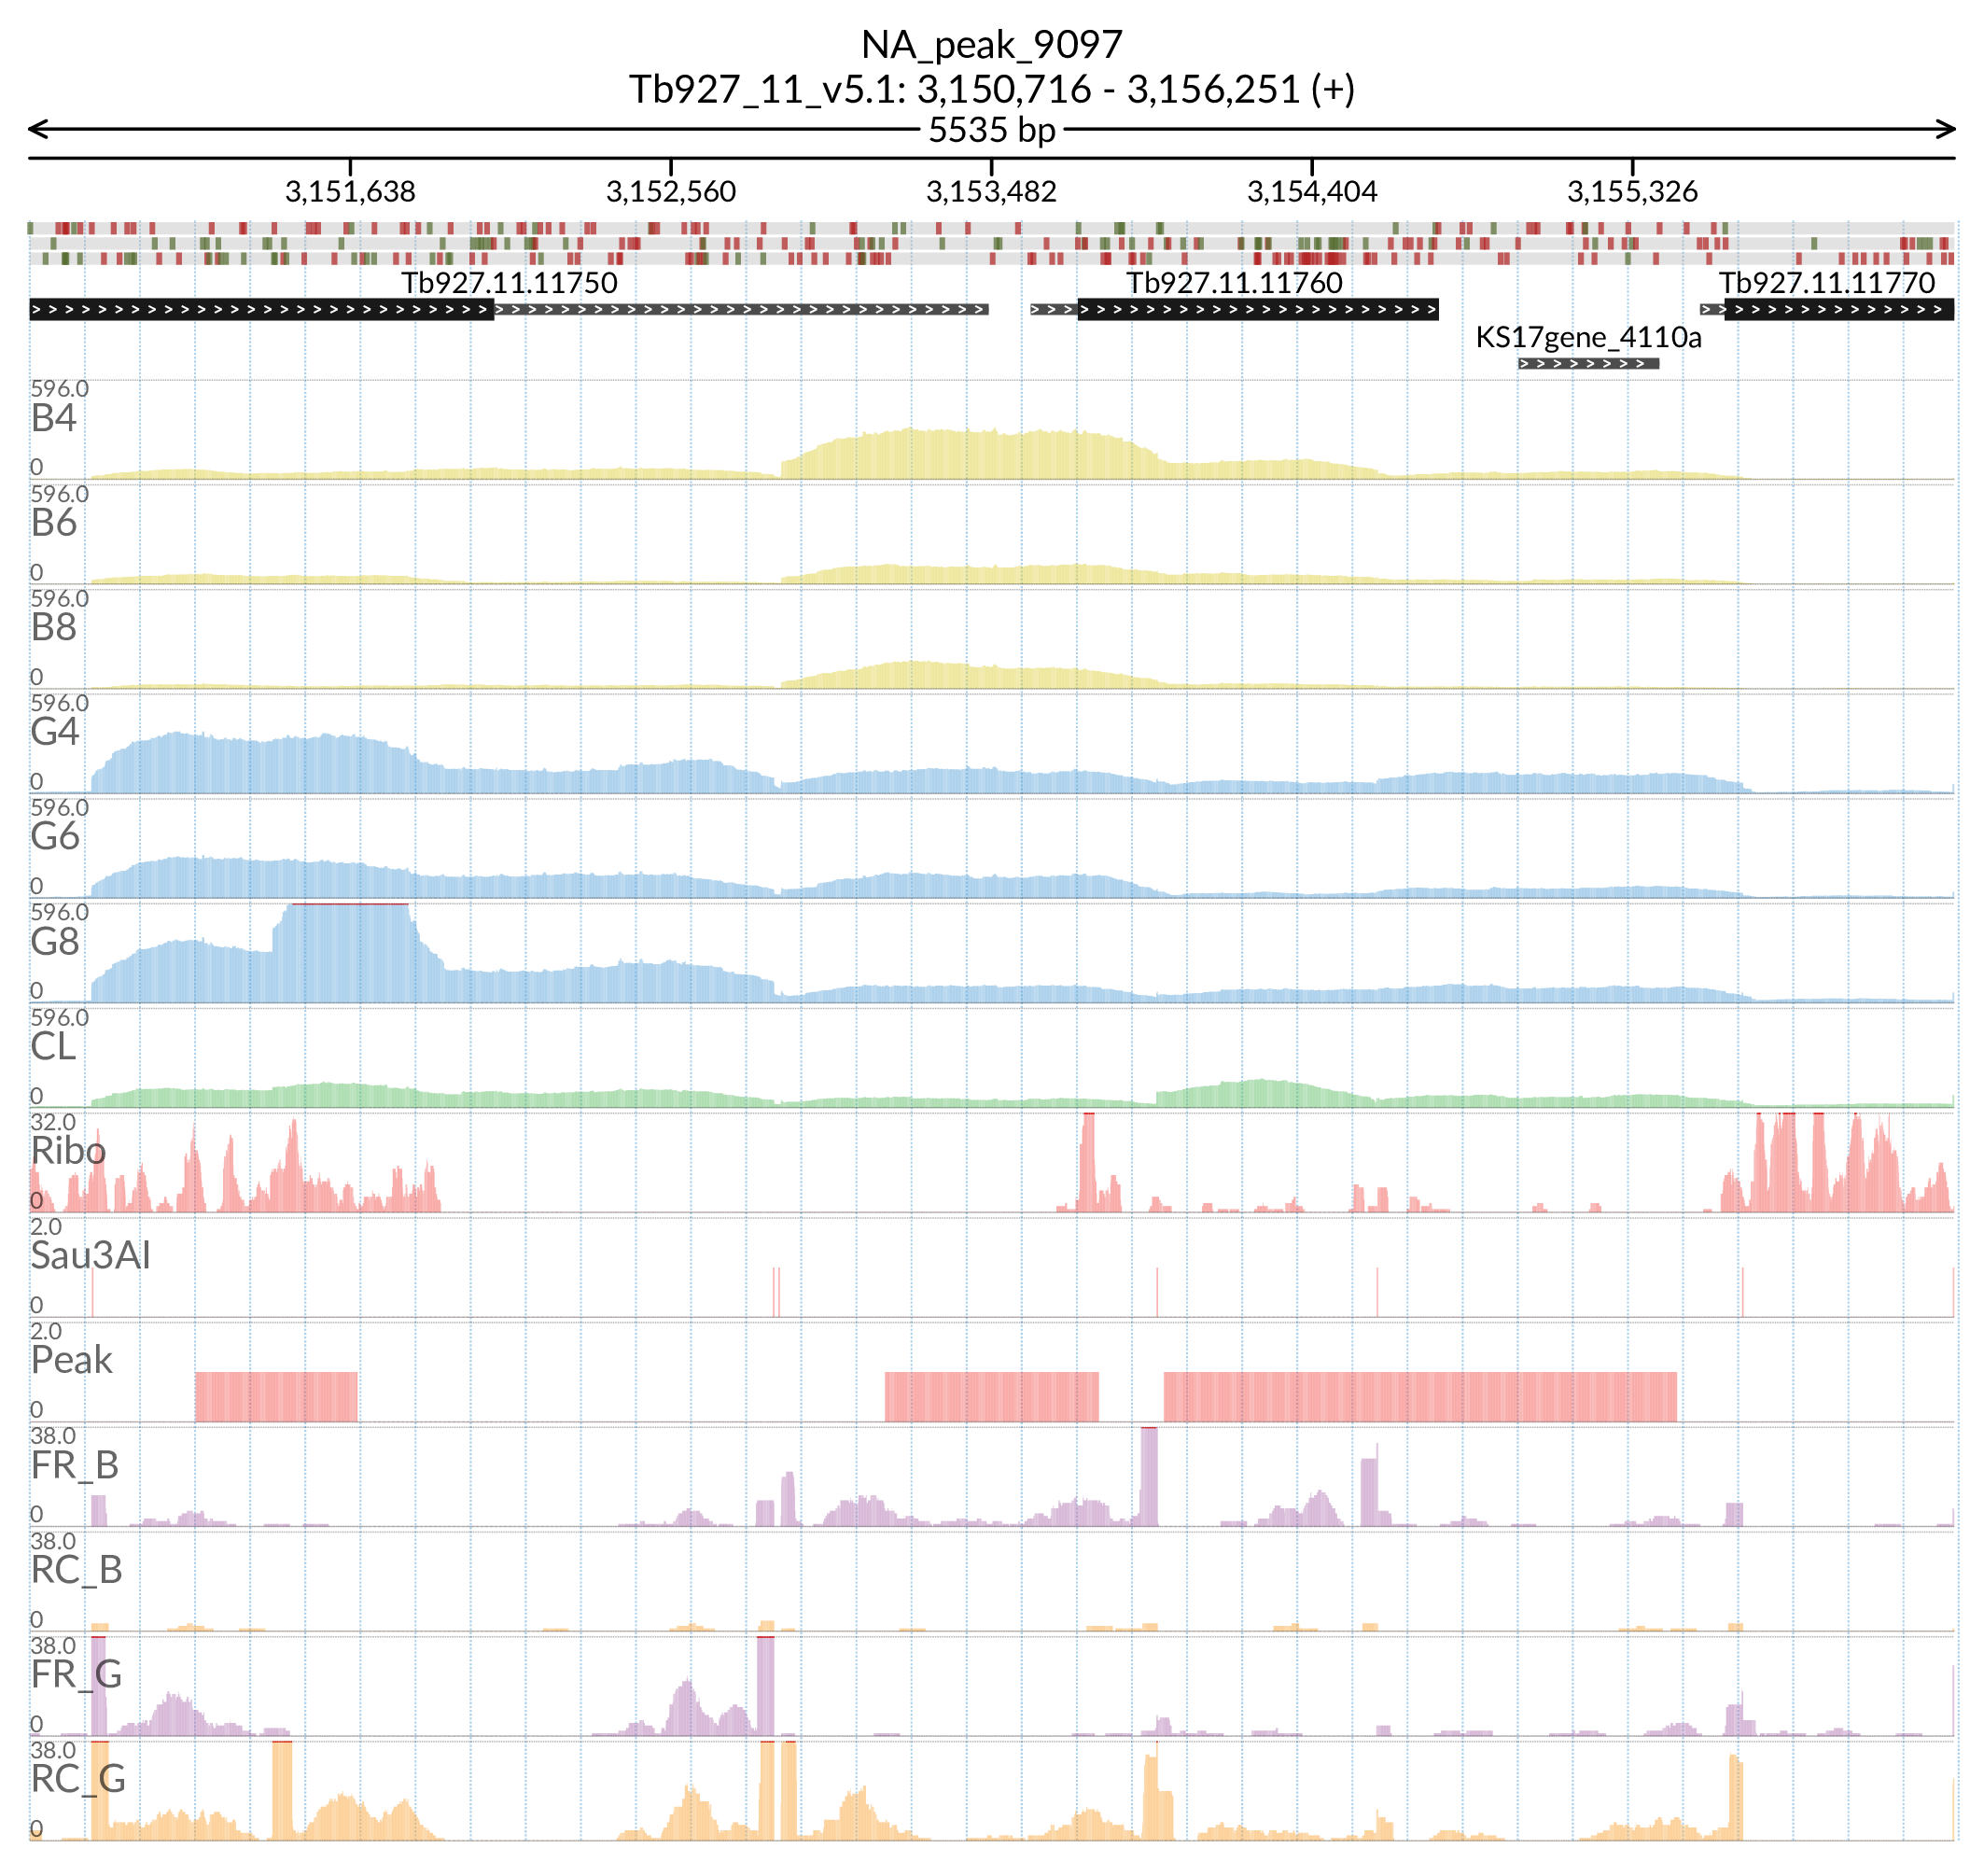 NA_peak_9097
Tb927_11_v5.1: 3,150,716 - 3,156,251 (+)
5535 bp
3,151,638 3,152,560 3,153,482 3,154,404 3,155,326
Tb927.11.11750 Tb927.11.11760 Tb927.11.11770
KS17gene_4110a
596.0
B4
0
596.0
B6
0
596.0
B8
0
596.0
G4
0
596.0
G6
0
596.0
G8
0
596.0
CL
0
32.0
Ribo
0
2.0
Sau3AI
0
2.0
Peak
0
38.0
FR_B
0
38.0
RC_B
0
38.0
FR_G
0
38.0
RC_G
0